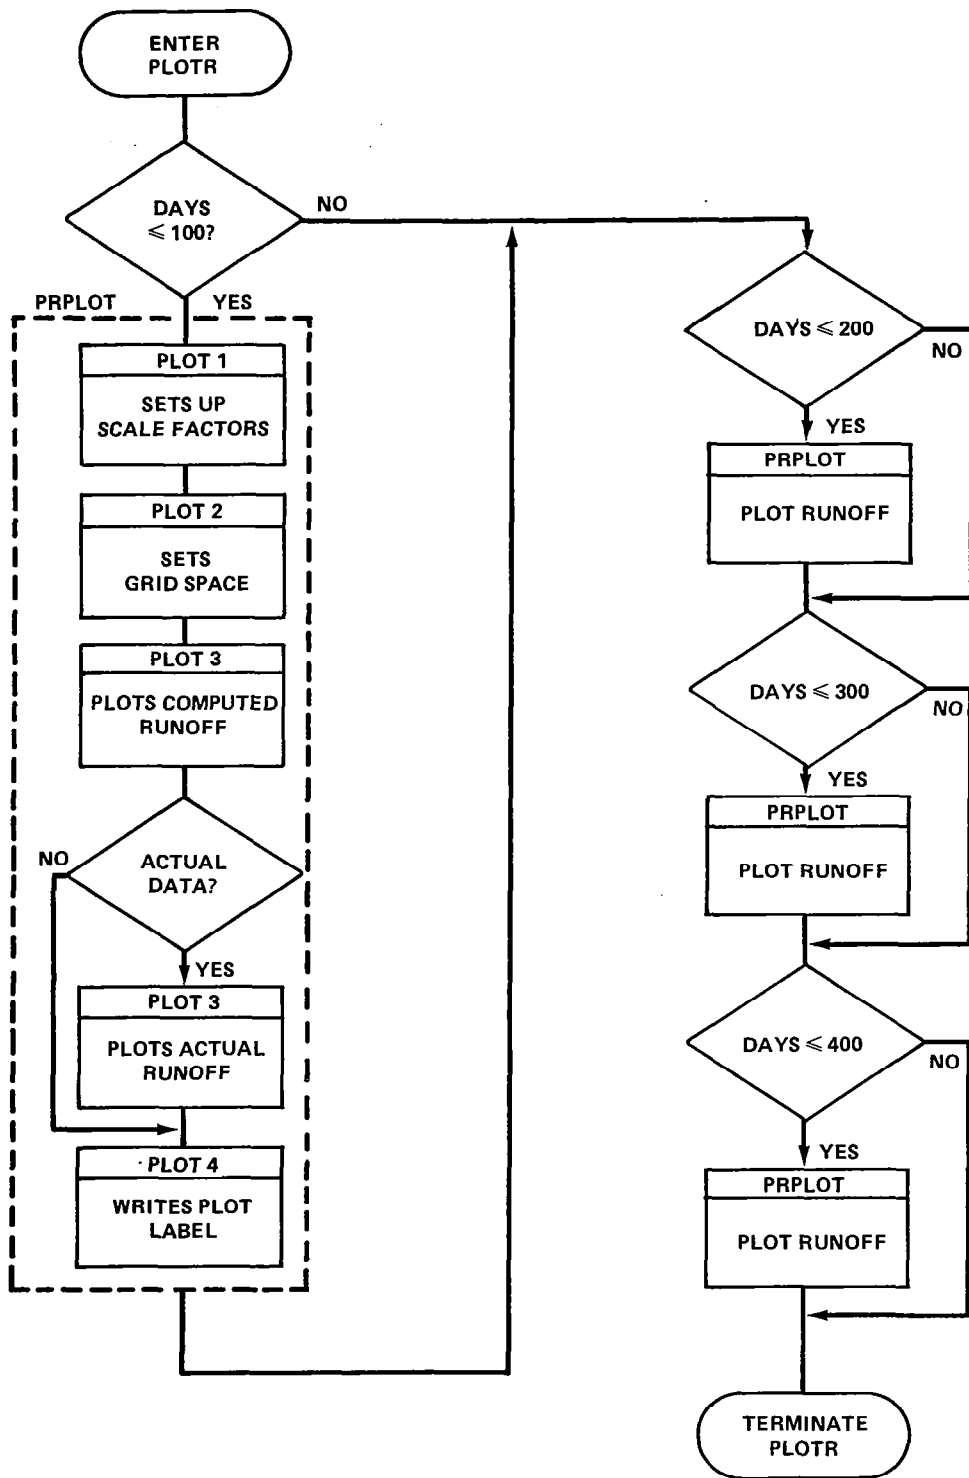 ENTER
PLOTR
DAYS
≤ 100?
NO
PRPLOT
YES
PLOT 1
SETS UP
SCALE FACTORS
PLOT 2
SETS
GRID SPACE
PLOT 3
PLOTS COMPUTED
RUNOFF
NO
ACTUAL
DATA?
YES
PLOT 3
PLOTS ACTUAL
RUNOFF
PLOT 4
WRITES PLOT
LABEL
DAYS ≤ 200
NO
YES
PRPLOT
PLOT RUNOFF
DAYS ≤ 300
NO
YES
PRPLOT
PLOT RUNOFF
DAYS ≤ 400
NO
YES
PRPLOT
PLOT RUNOFF
TERMINATE
PLOTR